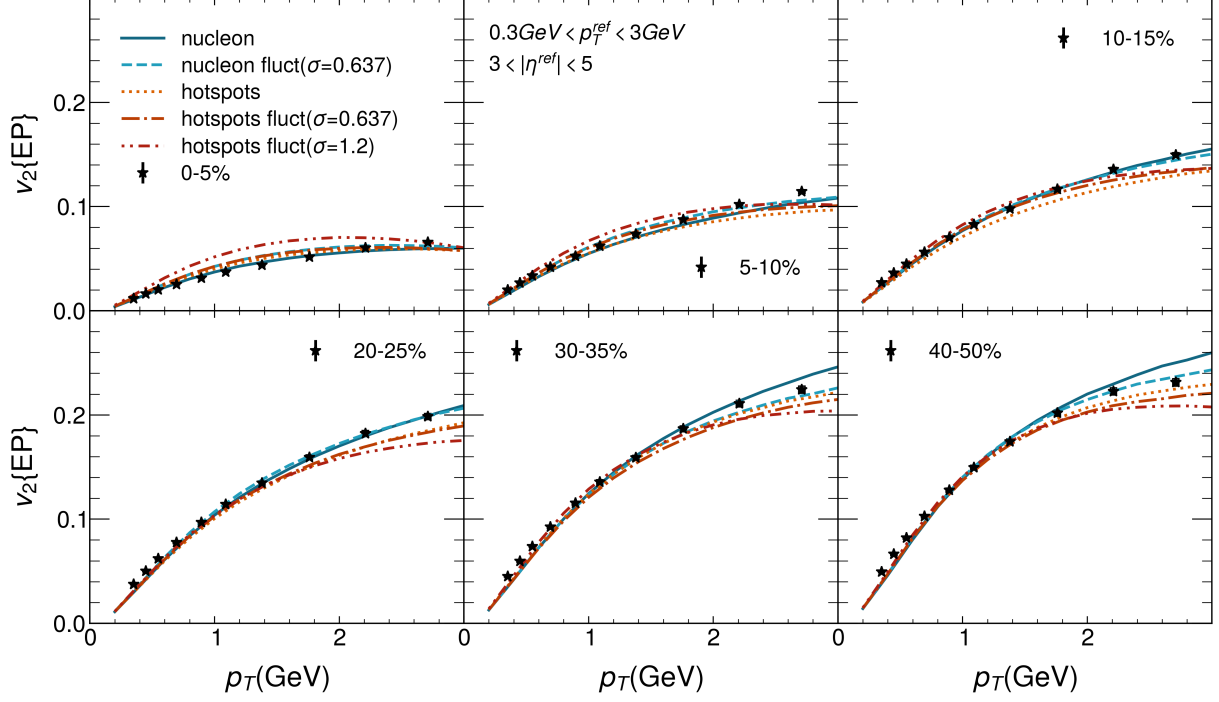 nucleon
nucleon fluct(σ=0.637)
hotspots
hotspots fluct(σ=0.637)
hotspots fluct(σ=1.2)
0-5%
0.3GeV < p_T^{ref} < 3GeV
3 < |η^{ref}| < 5
5-10%
10-15%
v₂{EP}
0.2
0.1
0.0
20-25%
30-35%
40-50%
v₂{EP}
0.2
0.1
0.0
0 1 2 0 1 2 0 1 2
p_T(GeV) p_T(GeV) p_T(GeV)